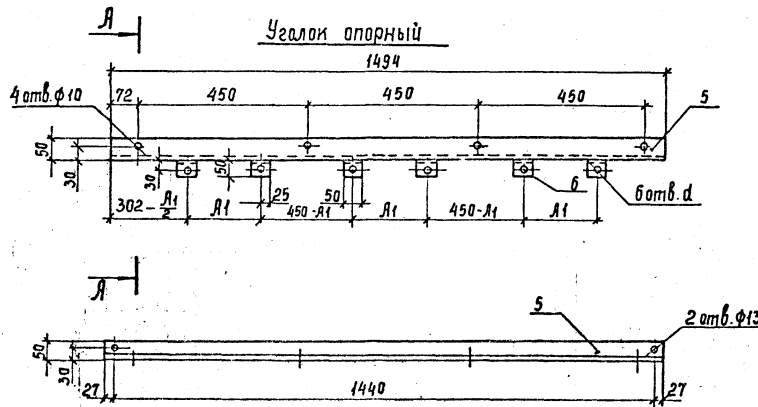 А
Уголок опорный
1494
4 отв. ф10
72
450
450
450
5
50
30
30
50
25
50
6
6 отв. d
302 - А1/2
А1
450-А1
А1
450-А1
А1
А
5
2 отв. ф13
50
30
27
1440
27